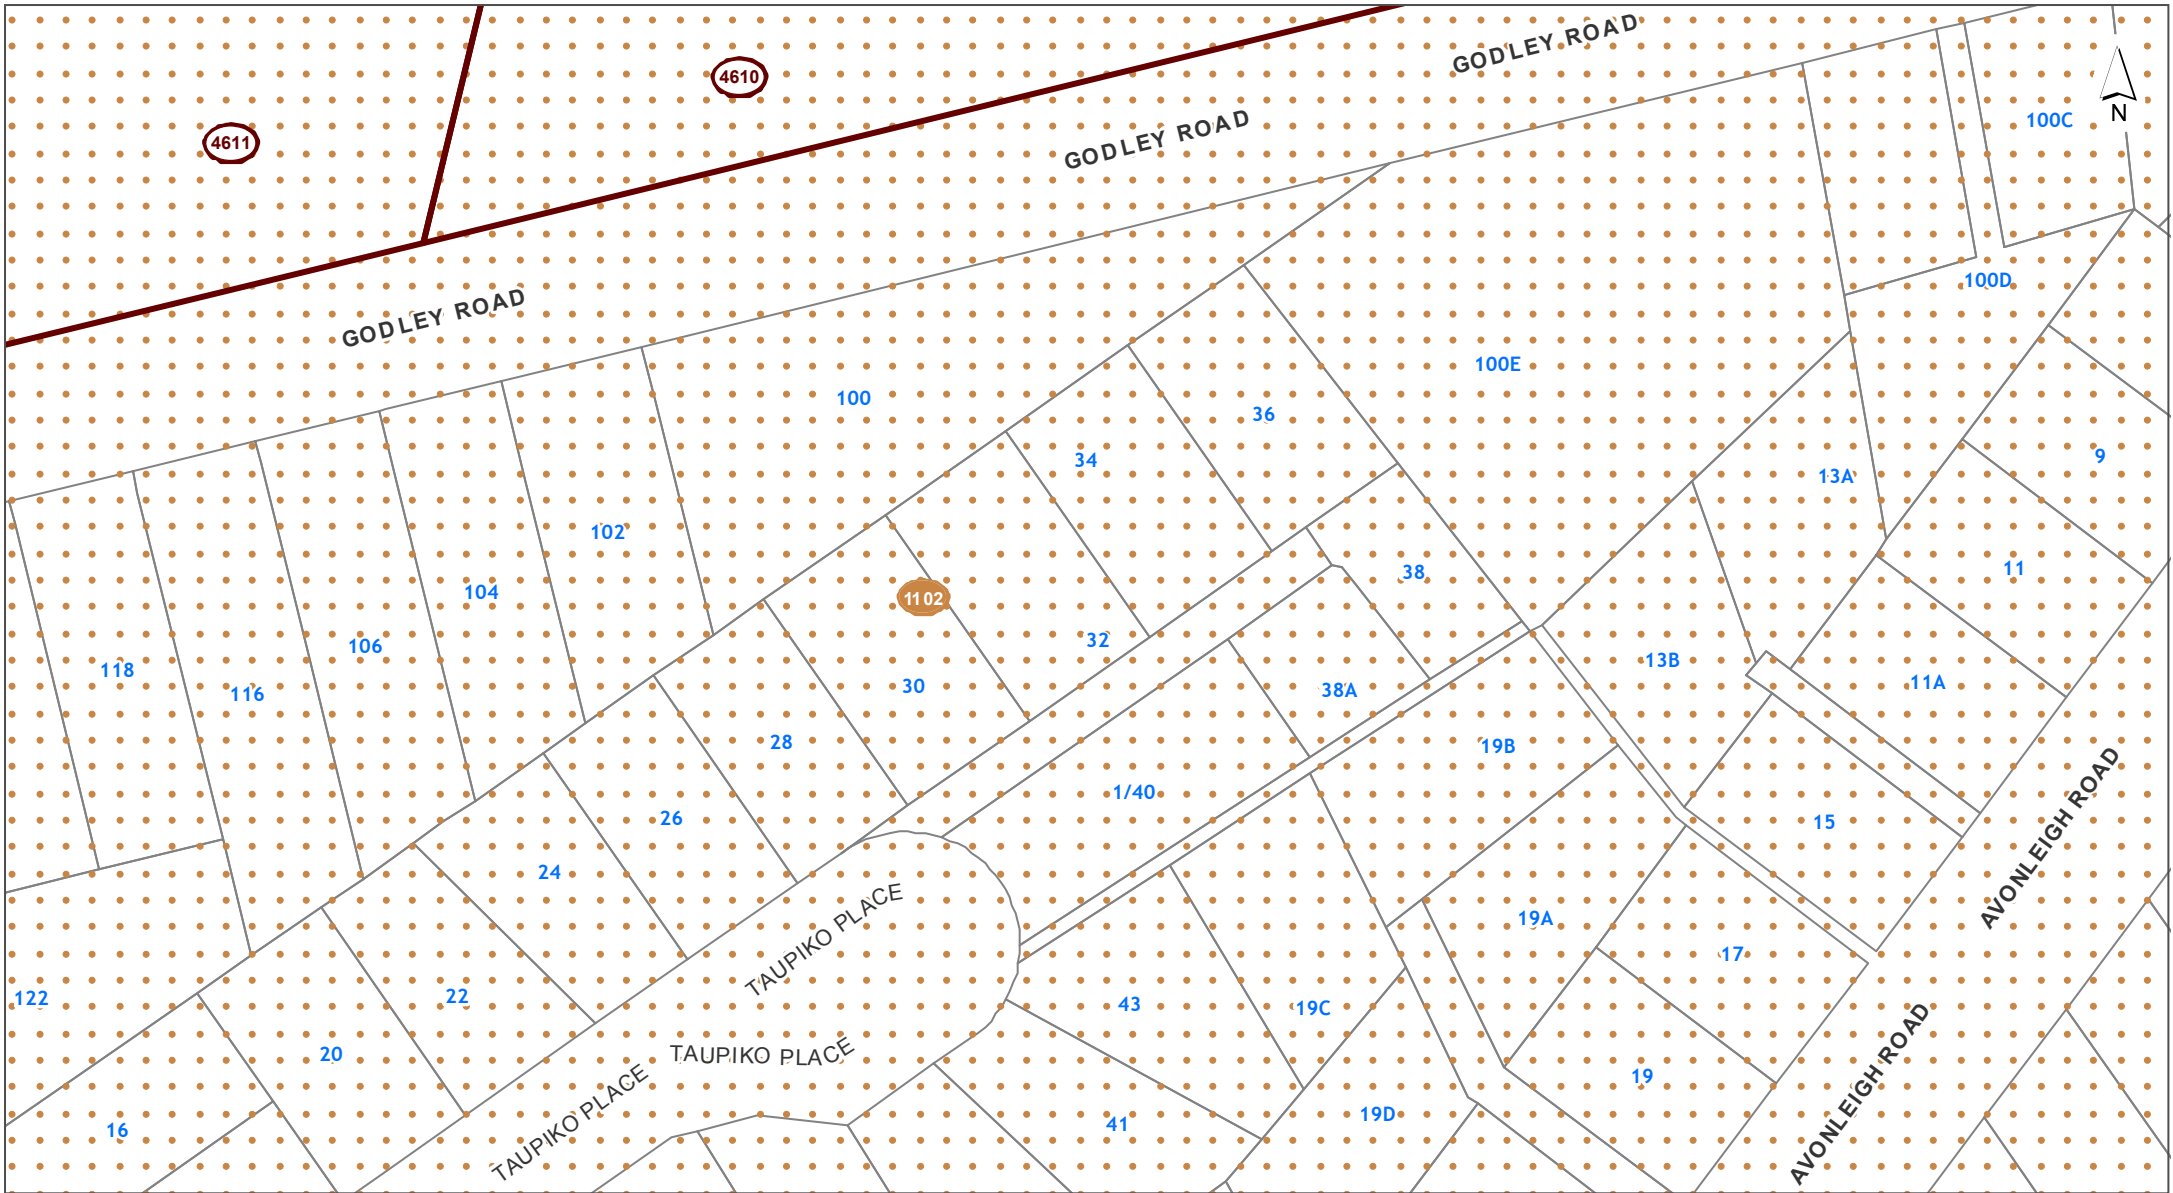 GODLEY ROAD
4610
N
100C
GODLEY ROAD
4611
100D
GODLEY ROAD
100E
100
36
34
9
13A
102
11
38
104
1102
32
106
13B
118
30
38A
11A
116
28
19B
1/40
26
15
AVONLEIGH ROAD
24
TAUPIKO PLACE
19A
17
122
22
43
19C
20
TAUPIKO PLACE
19
AVONLEIGH ROAD
16
TAUPIKO PLACE
41
19D